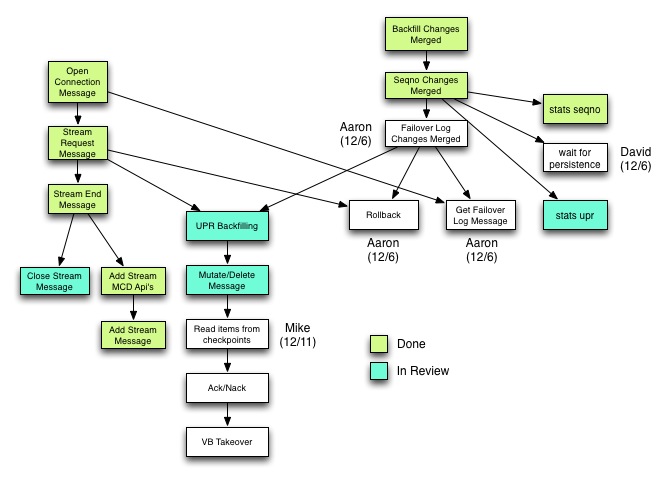 Backfill Changes
Merged
Open
Connection
Message
Seqno Changes
Merged
stats seqno
Aaron
(12/6)
Failover Log
Changes Merged
Stream
Request
Message
wait for
persistence
David
(12/6)
Stream End
Message
UPR Backfilling
Rollback
Get Failover
Log Message
stats upr
Aaron
(12/6)
Aaron
(12/6)
Close Stream
Message
Add Stream
MCD Api's
Mutate/Delete
Message
Add Stream
Message
Read items from
checkpoints
Mike
(12/11)
Done
In Review
Ack/Nack
VB Takeover